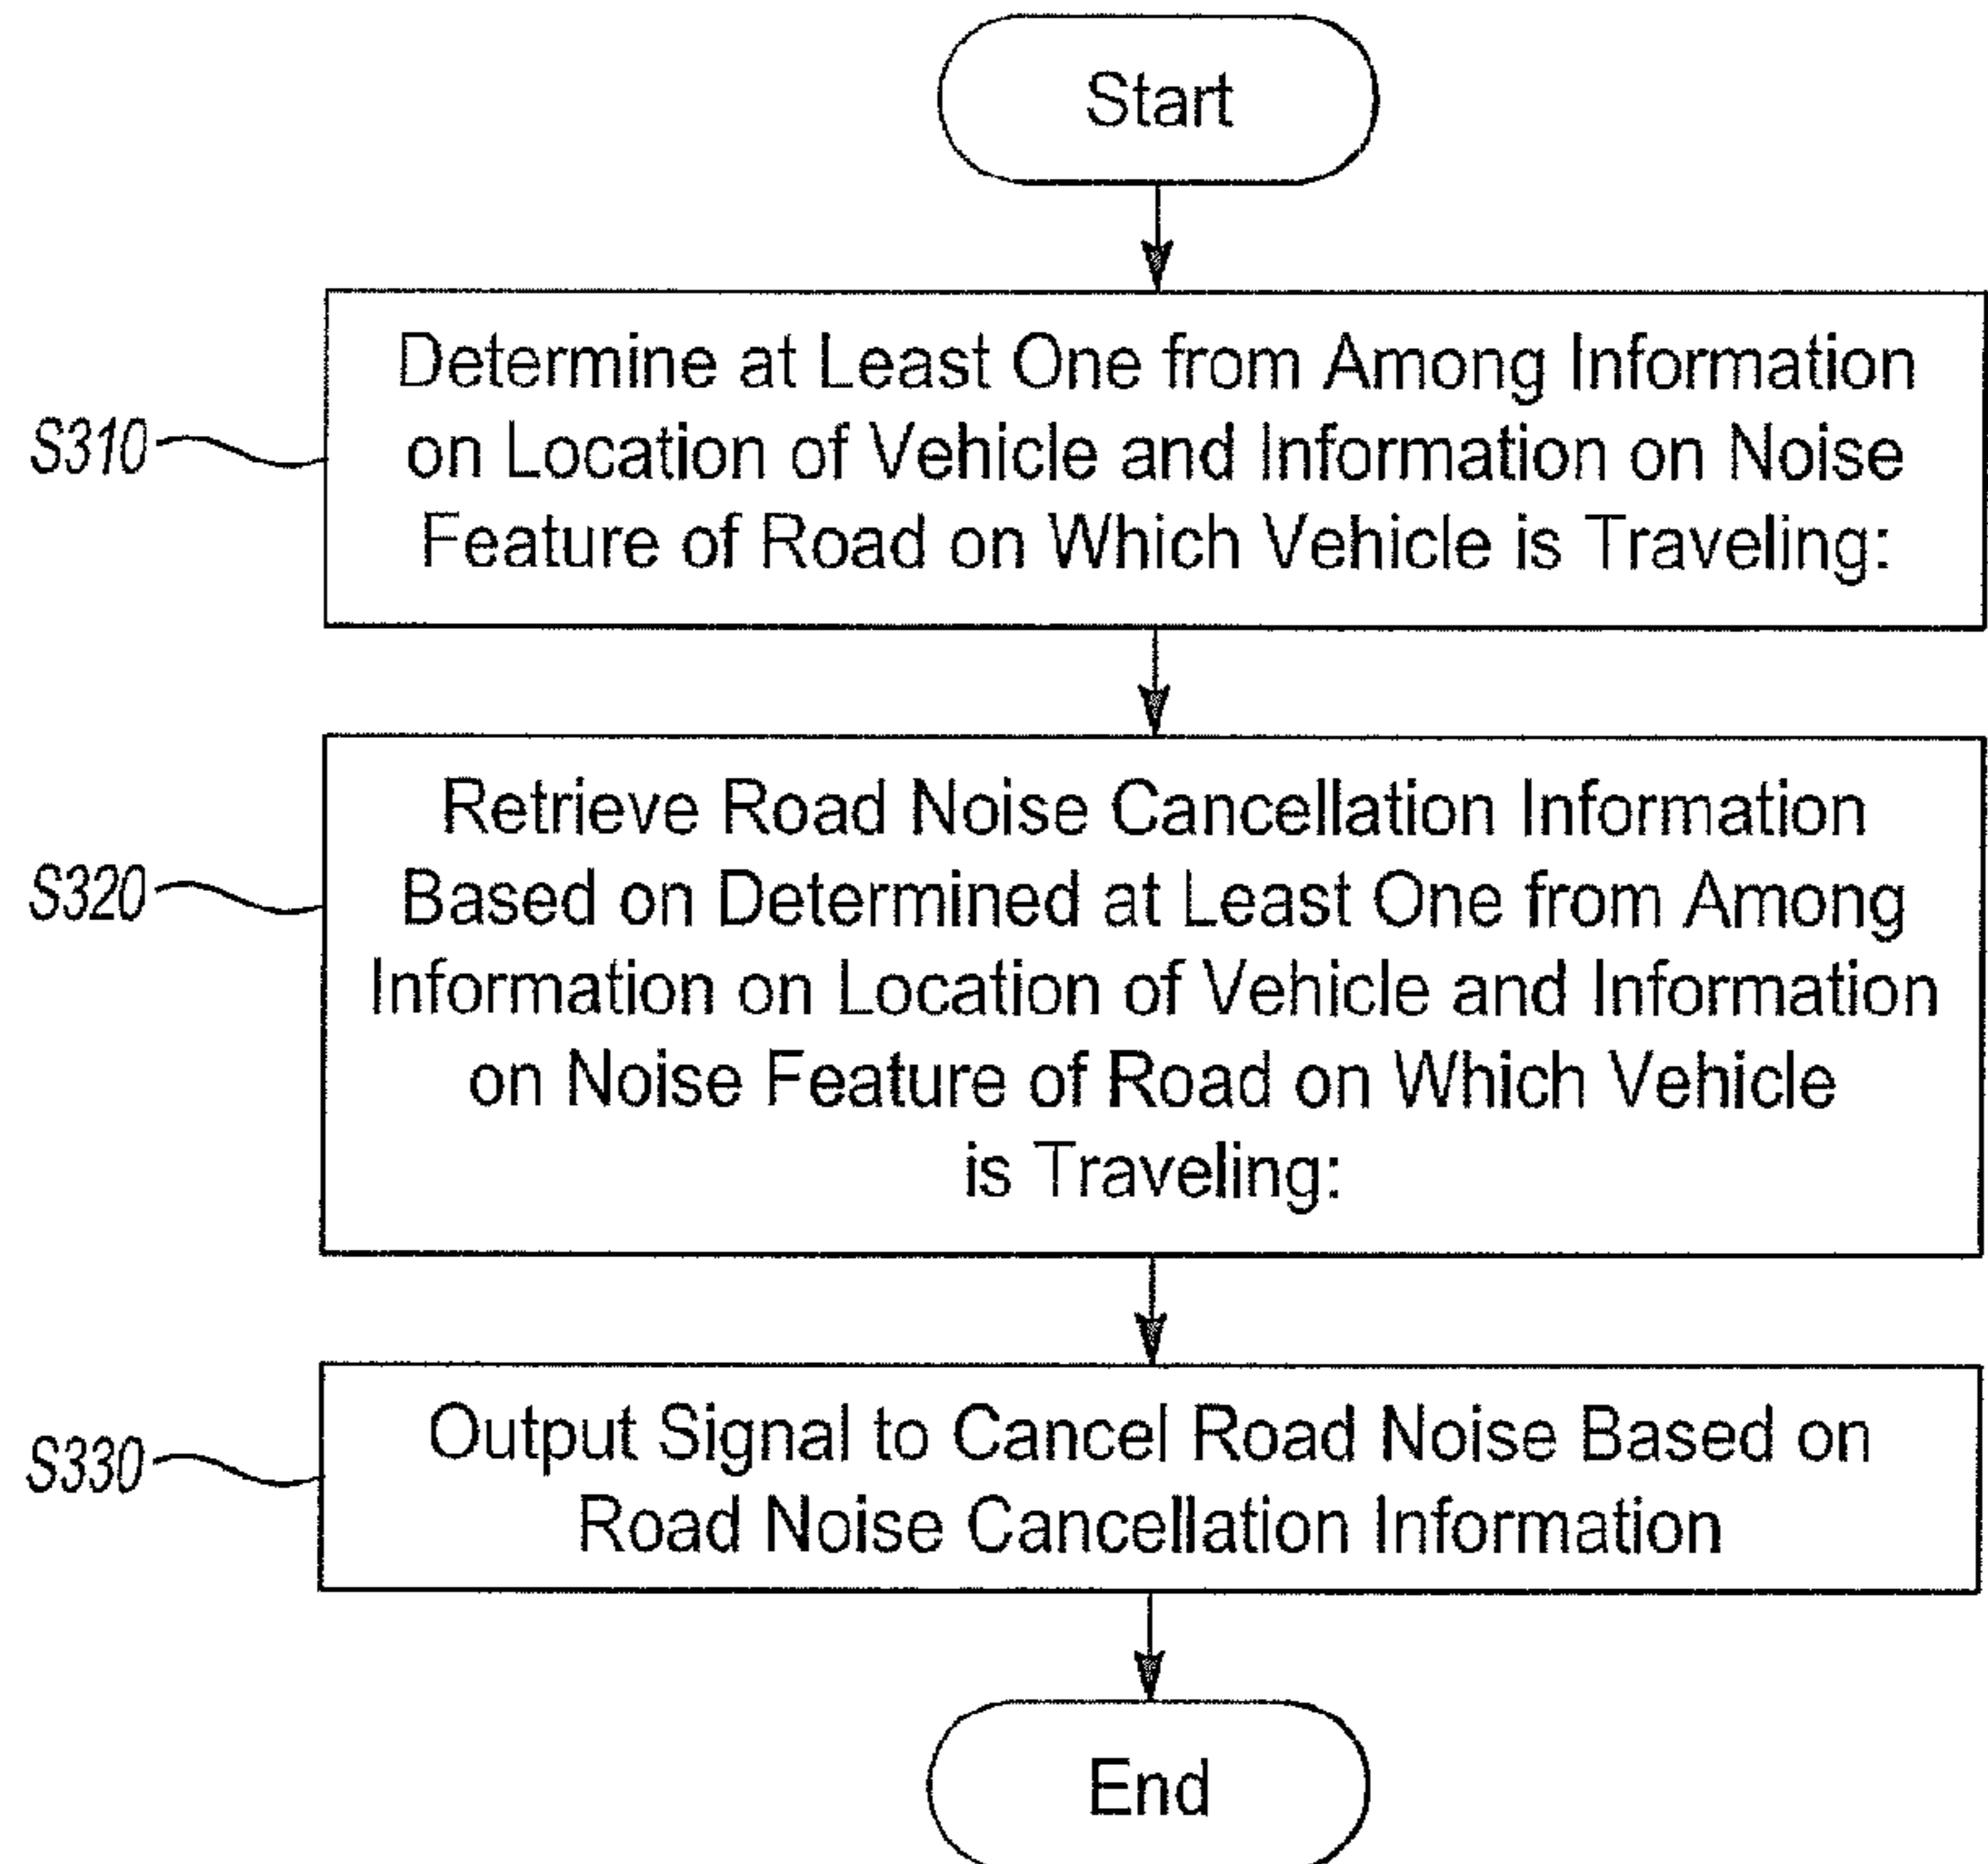 Start
Determine at Least One from Among Information
on Location of Vehicle and Information on Noise
Feature of Road on Which Vehicle is Traveling:
S310
Retrieve Road Noise Cancellation Information
Based on Determined at Least One from Among
Information on Location of Vehicle and Information
on Noise Feature of Road on Which Vehicle
is Traveling:
S320
Output Signal to Cancel Road Noise Based on
Road Noise Cancellation Information
S330
End